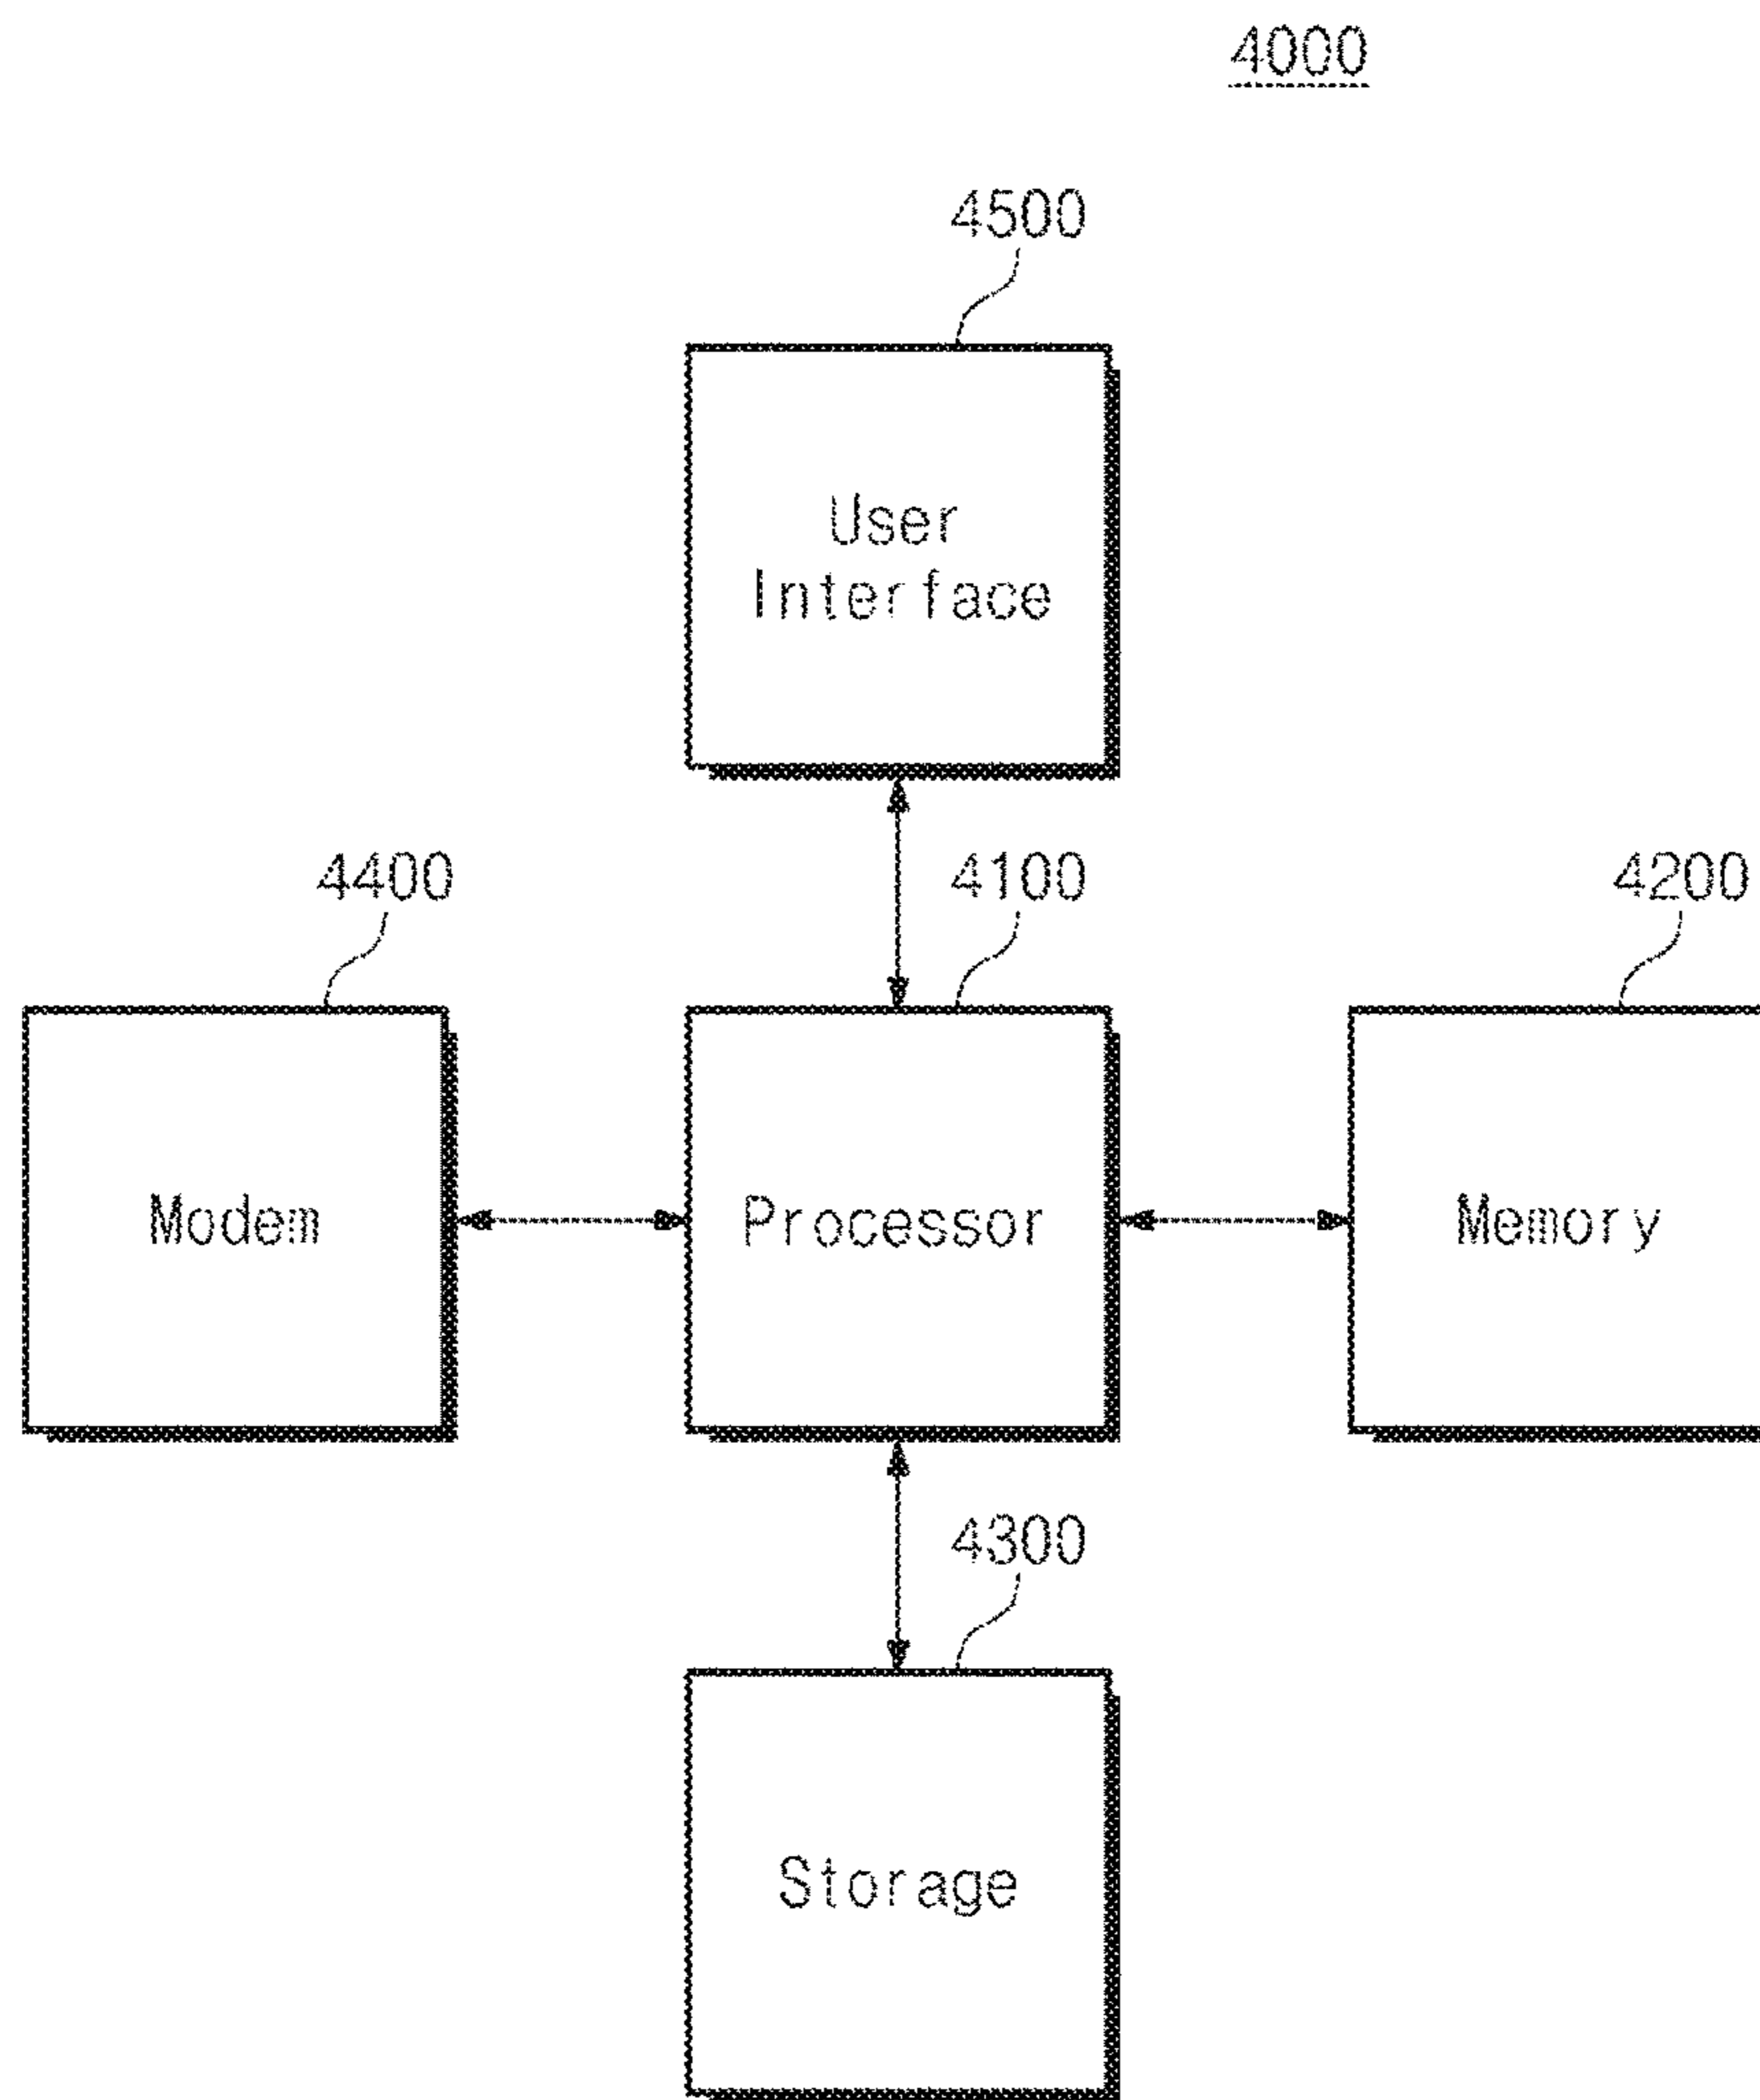 4000
4500
User
Interface
4400
4100
4200
Modem
Processor
Memory
4300
Storage